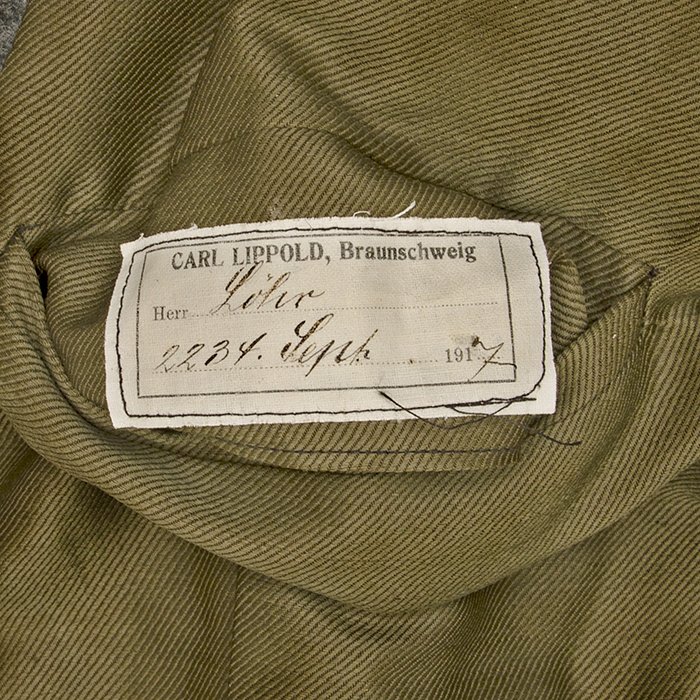 CARL LIPPOLD, Braunschweig
Herr Löhr
2234. Sept. 1917